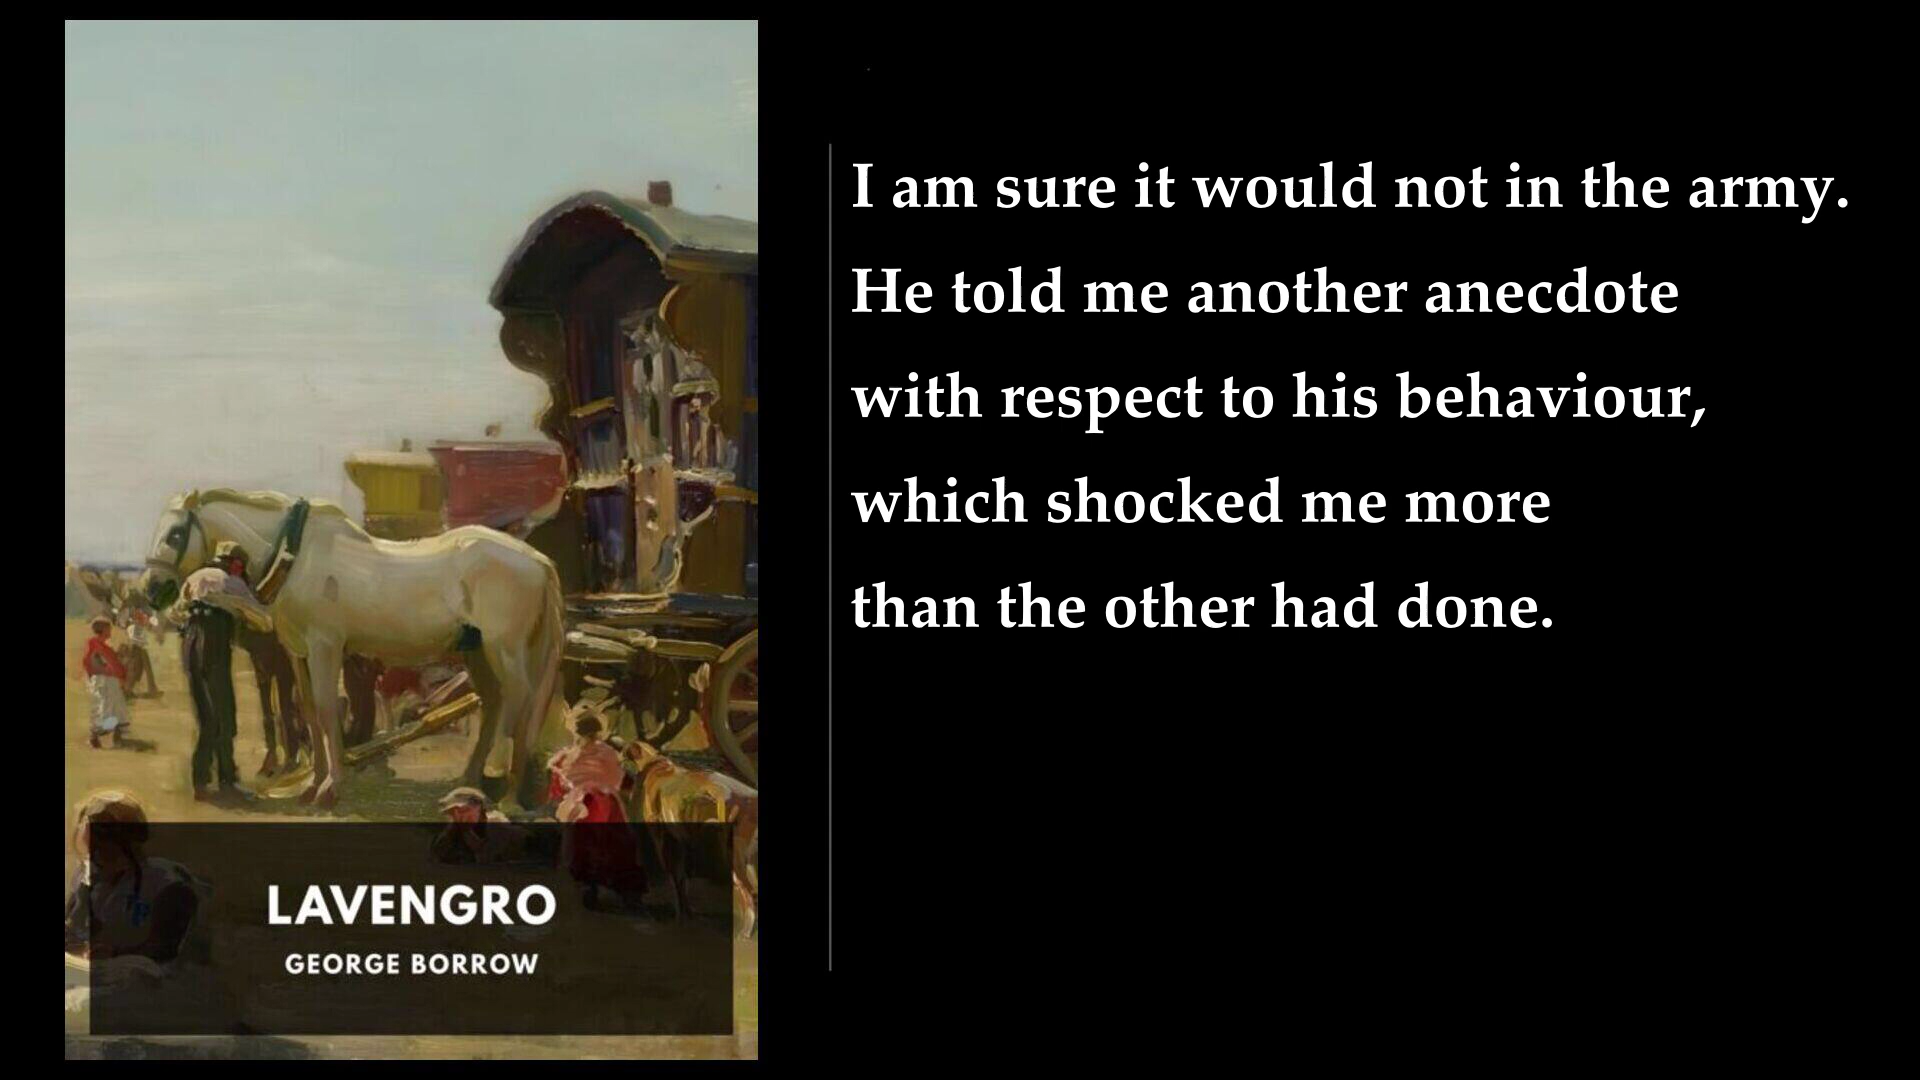 I am sure it would not in the army.
He told me another anecdote
with respect to his behaviour,
which shocked me more
than the other had done.
LAVENGRO
GEORGE BORROW